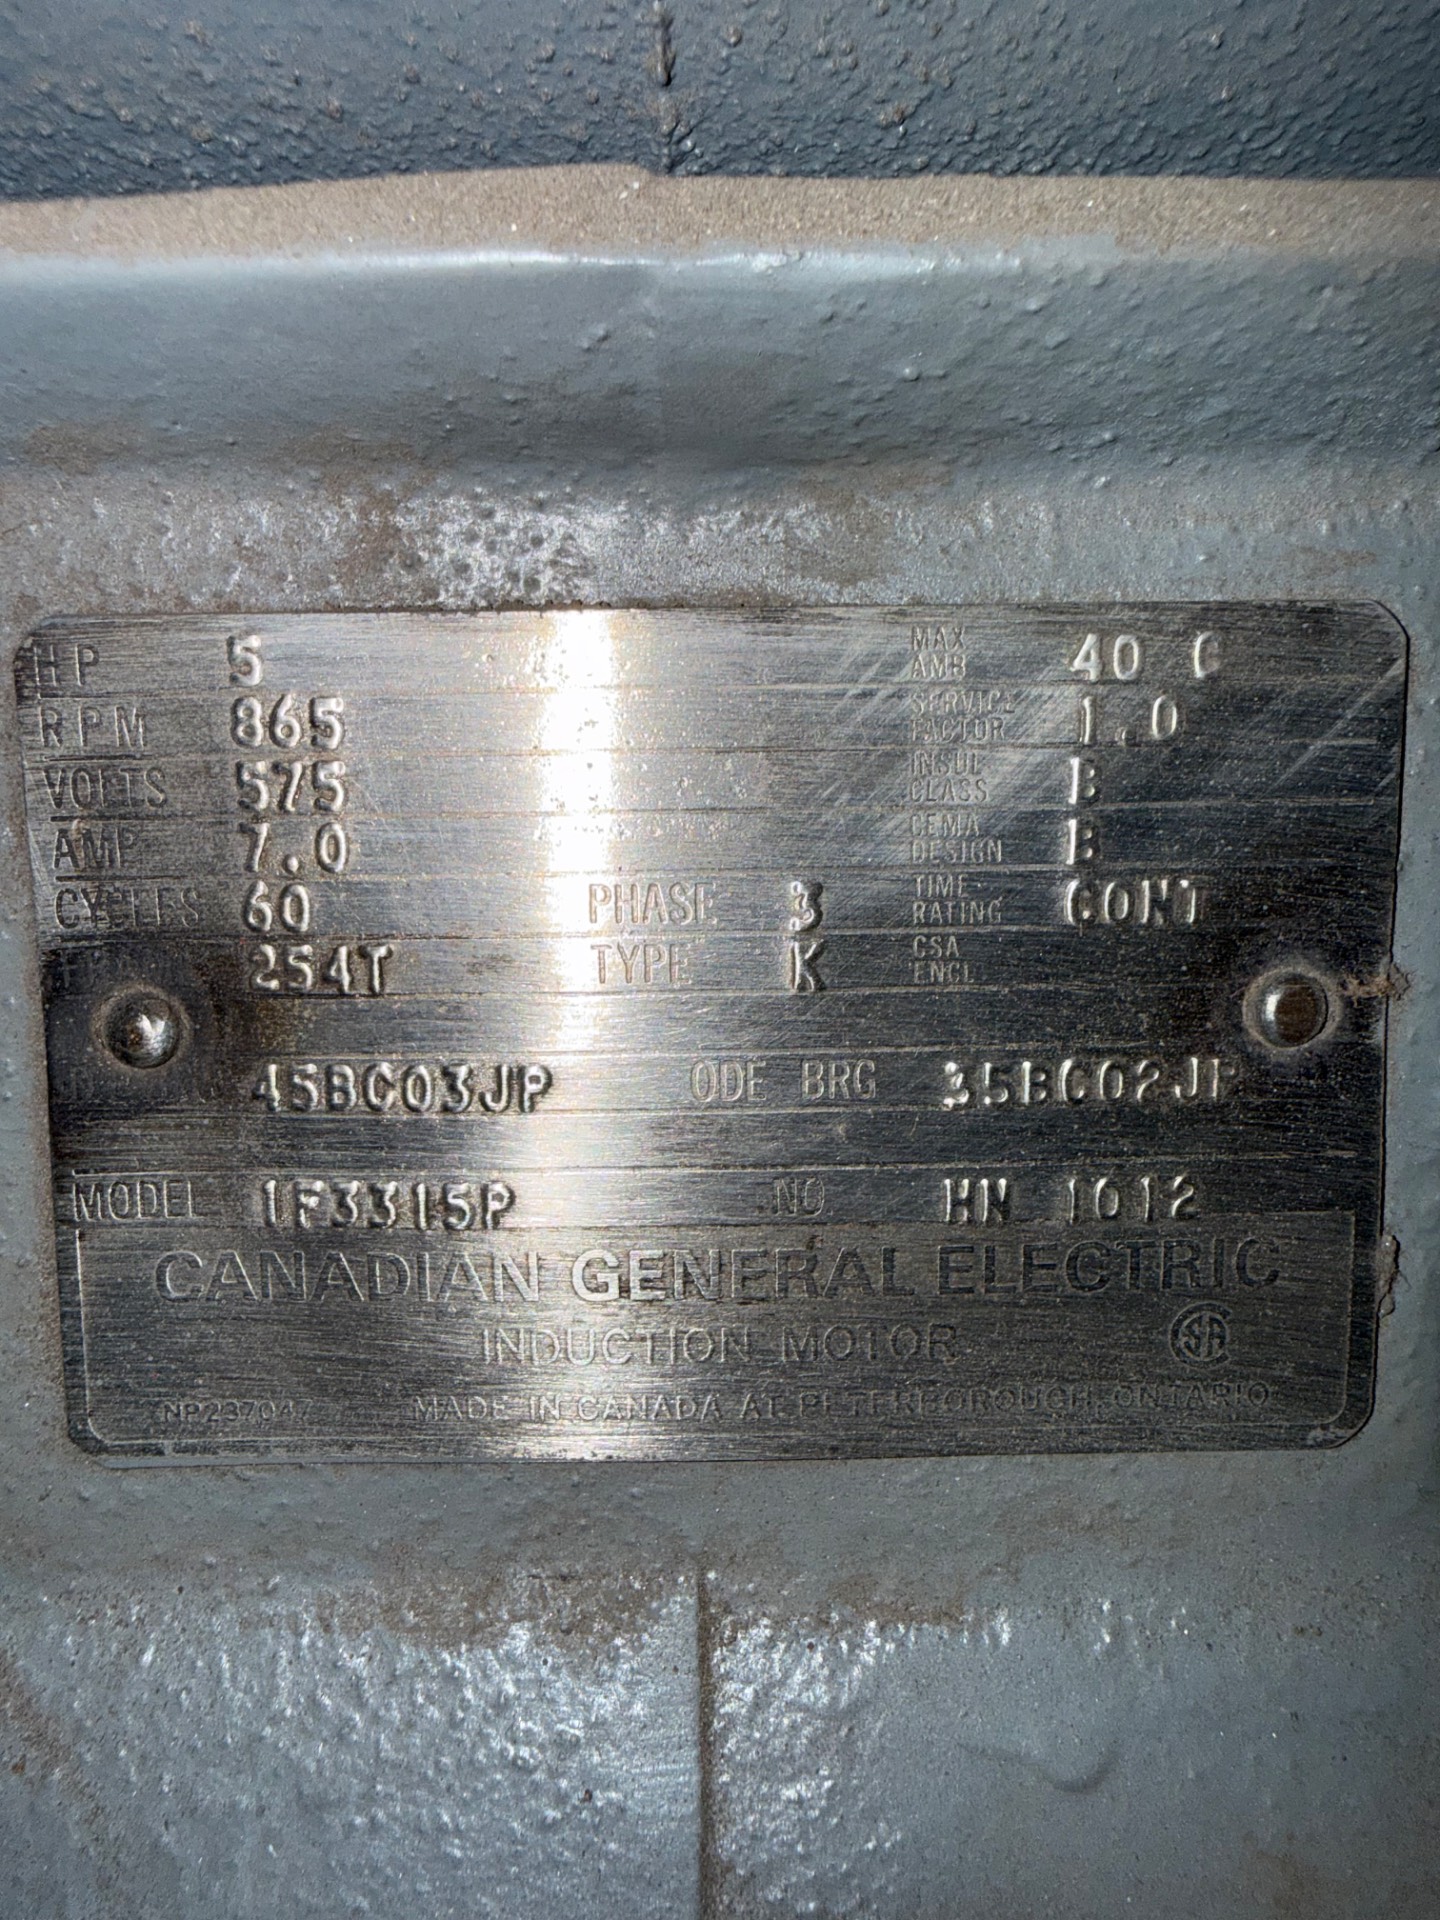 HP 5 MAX AMB 40 C
RPM 865 SERVICE FACTOR 1.0
VOLTS 575 INSUL CLASS B
AMP 7.0 CEMA DESIGN B
CYCLES 60 PHASE 3 TIME RATING CONT
254T TYPE K CSA ENCL
45BC03JP ODE BRG 35BC02JP
MODEL 1F3315P NO HN 1012
CANADIAN GENERAL ELECTRIC
INDUCTION MOTOR
NP237047 MADE IN CANADA AT PETERBOROUGH, ONTARIO